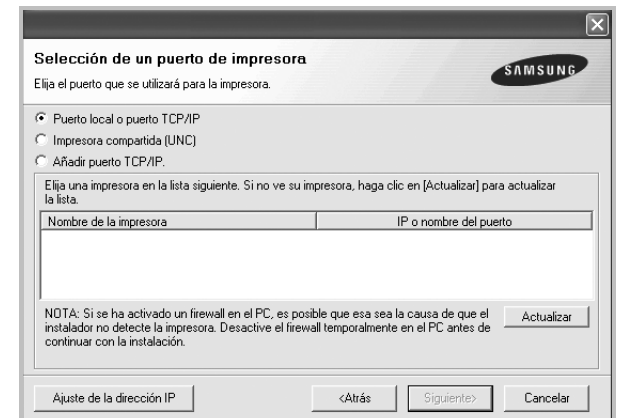 Selección de un puerto de impresora
Elija el puerto que se utilizará para la impresora.
SAMSUNG
Puerto local o puerto TCP/IP
Impresora compartida (UNC)
Añadir puerto TCP/IP.
Elija una impresora en la lista siguiente. Si no ve su impresora, haga clic en [Actualizar] para actualizar
la lista.
Nombre de la impresora IP o nombre del puerto
NOTA: Si se ha activado un firewall en el PC, es posible que esa sea la causa de que el
instalador no detecte la impresora. Desactive el firewall temporalmente en el PC antes de
continuar con la instalación.
Actualizar
Ajuste de la dirección IP <Atrás Siguiente> Cancelar